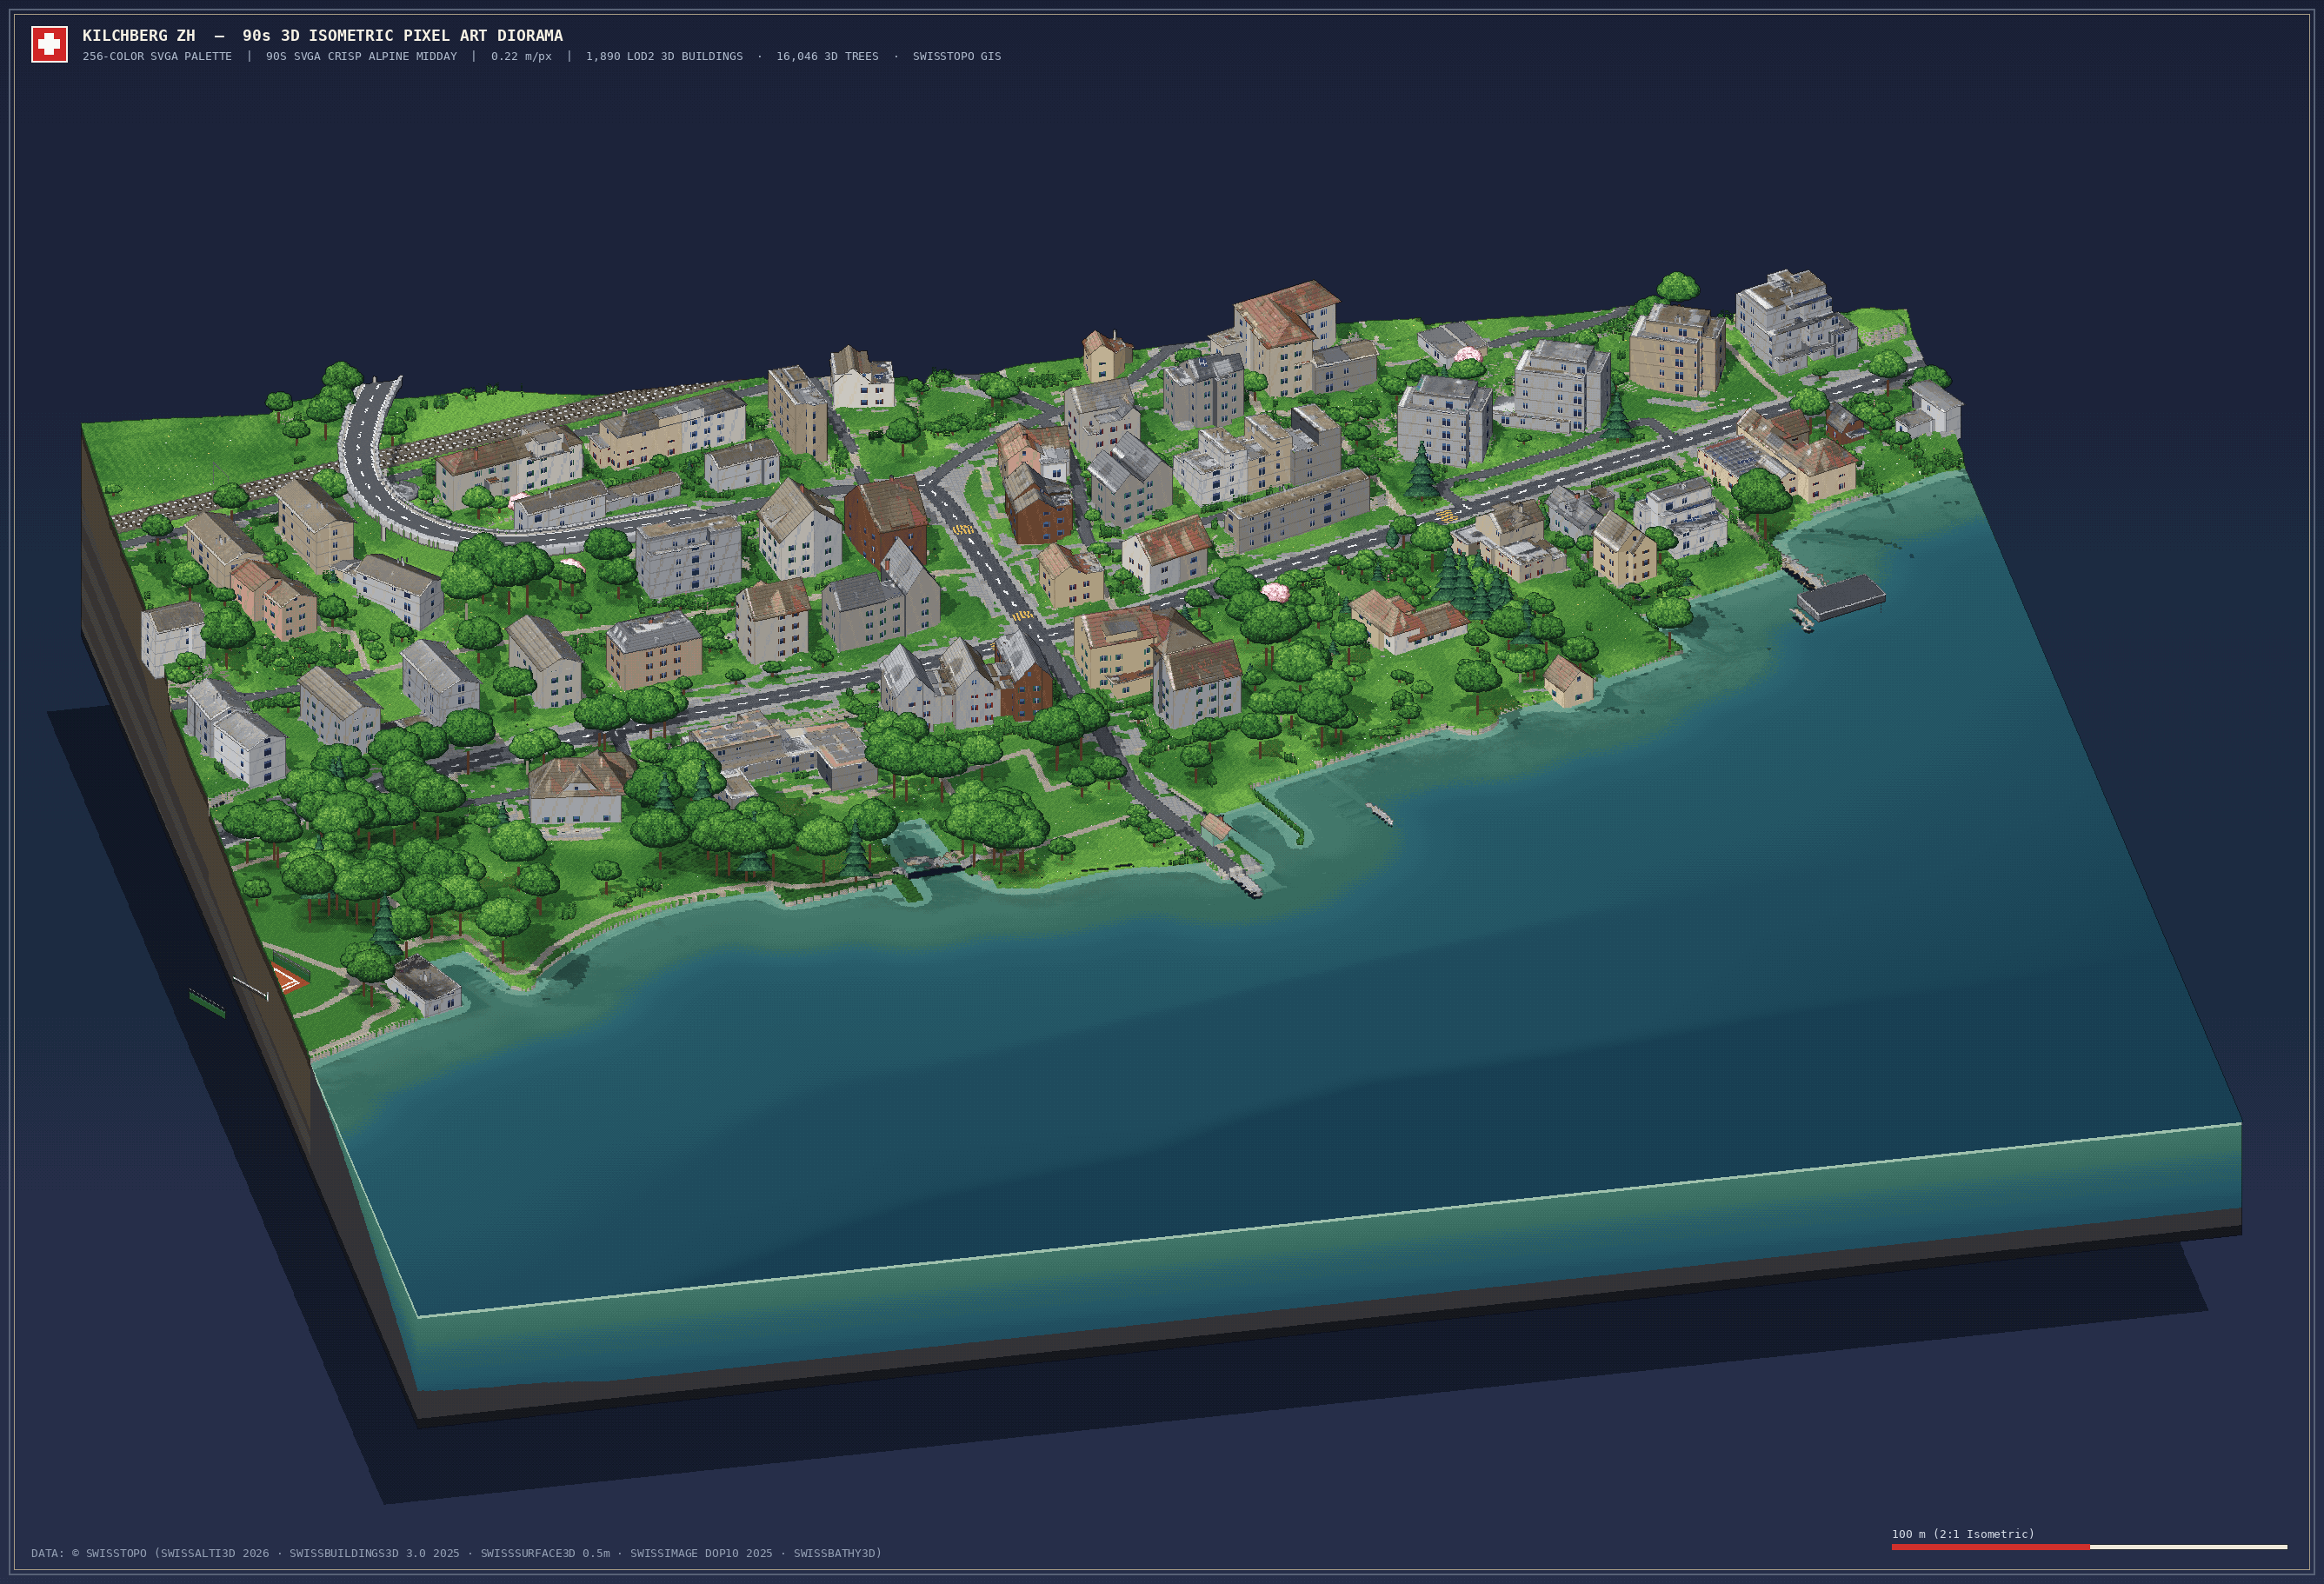 KILCHBERG ZH — 90s 3D ISOMETRIC PIXEL ART DIORAMA
256-COLOR SVGA PALETTE | 90S SVGA CRISP ALPINE MIDDAY | 0.22 m/px | 1,890 LOD2 3D BUILDINGS · 16,046 3D TREES · SWISSTOPO GIS
100 m (2:1 Isometric)
DATA: © SWISSTOPO (SWISSALTI3D 2026 · SWISSBUILDINGS3D 3.0 2025 · SWISSSURFACE3D 0.5m · SWISSIMAGE DOP10 2025 · SWISSBATHY3D)